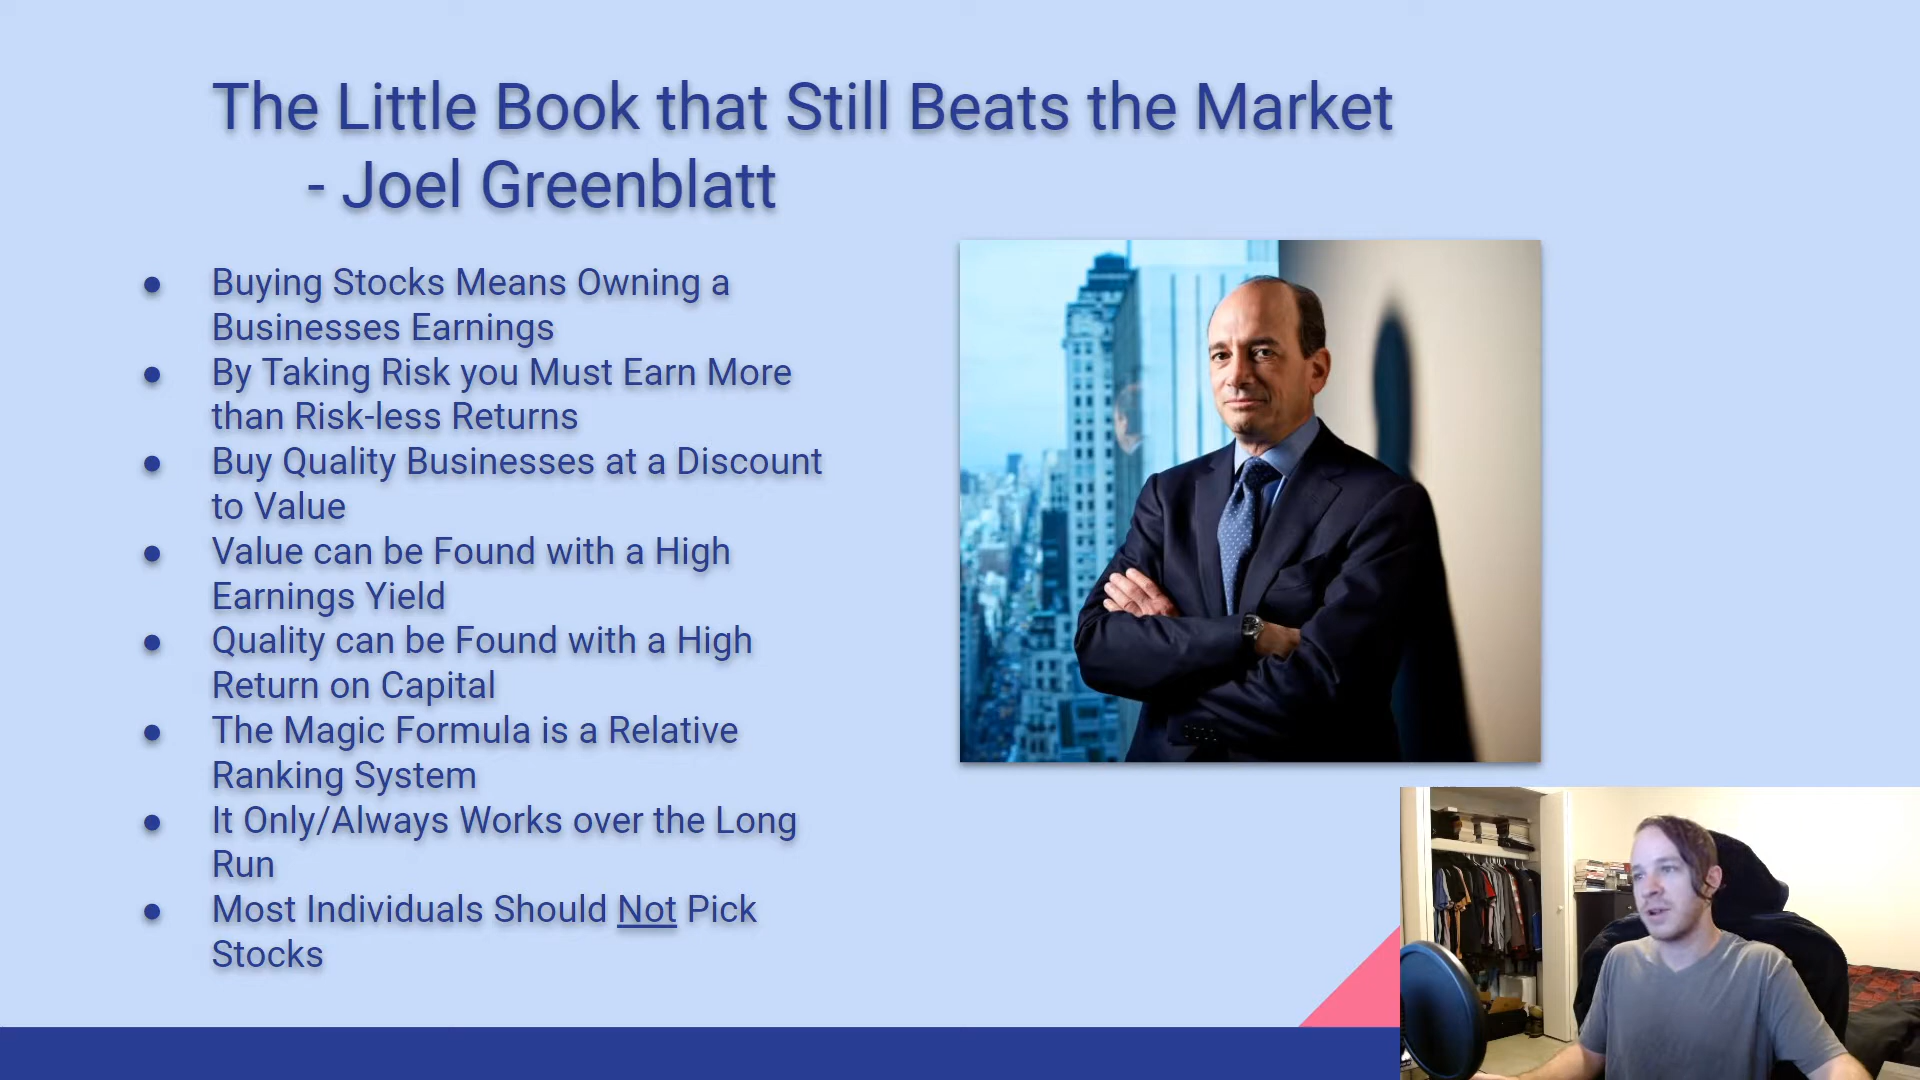 The Little Book that Still Beats the Market
- Joel Greenblatt
● Buying Stocks Means Owning a
Businesses Earnings
● By Taking Risk you Must Earn More
than Risk-less Returns
● Buy Quality Businesses at a Discount
to Value
● Value can be Found with a High
Earnings Yield
● Quality can be Found with a High
Return on Capital
● The Magic Formula is a Relative
Ranking System
● It Only/Always Works over the Long
Run
● Most Individuals Should Not Pick
Stocks